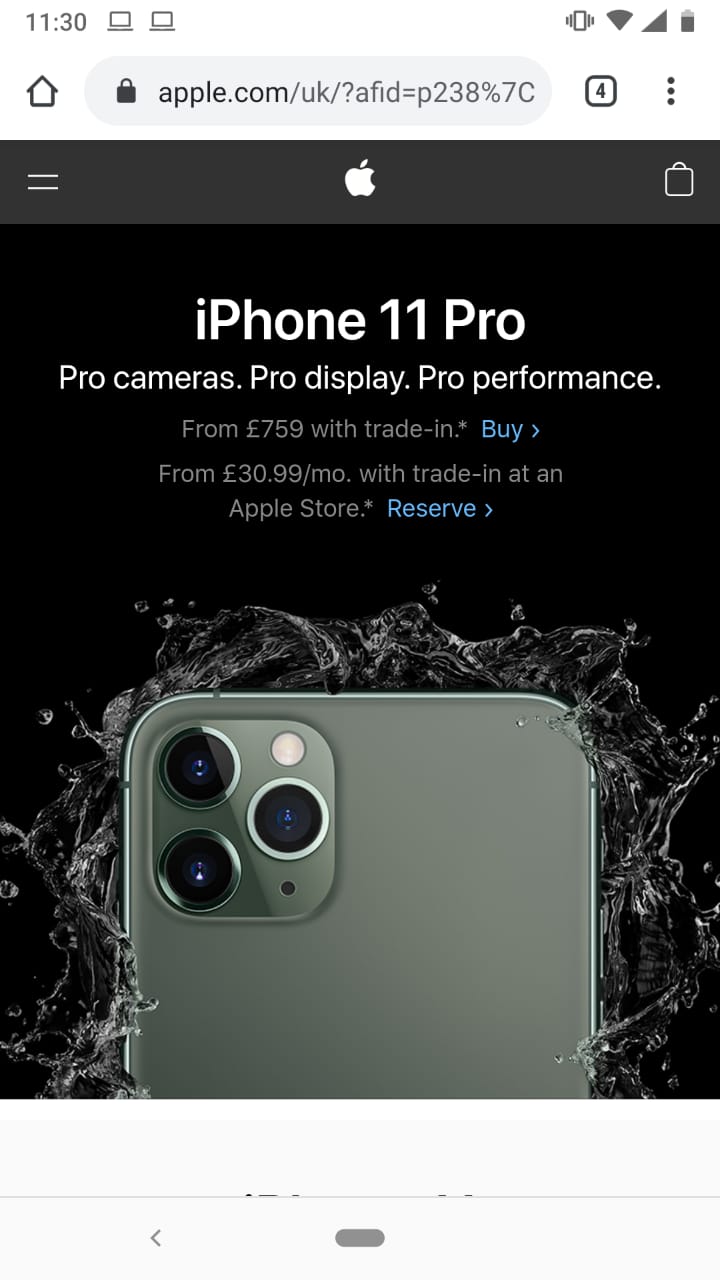 11:30
apple.com/uk/?afid=p238%7C
4
iPhone 11 Pro
Pro cameras. Pro display. Pro performance.
From £759 with trade-in.* Buy ›
From £30.99/mo. with trade-in at an
Apple Store.* Reserve ›